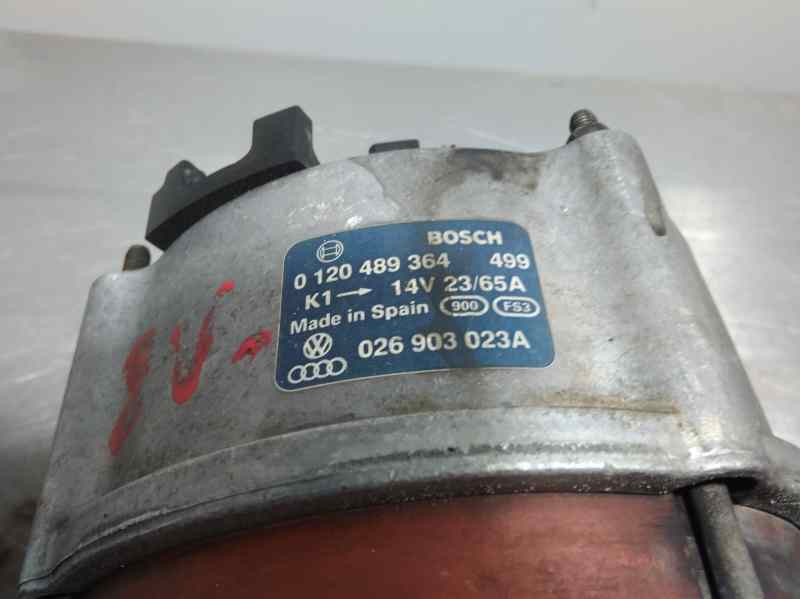 BOSCH
0 120 489 364 499
K1→ 14V 23/65A
Made in Spain 900 FS3
026 903 023A